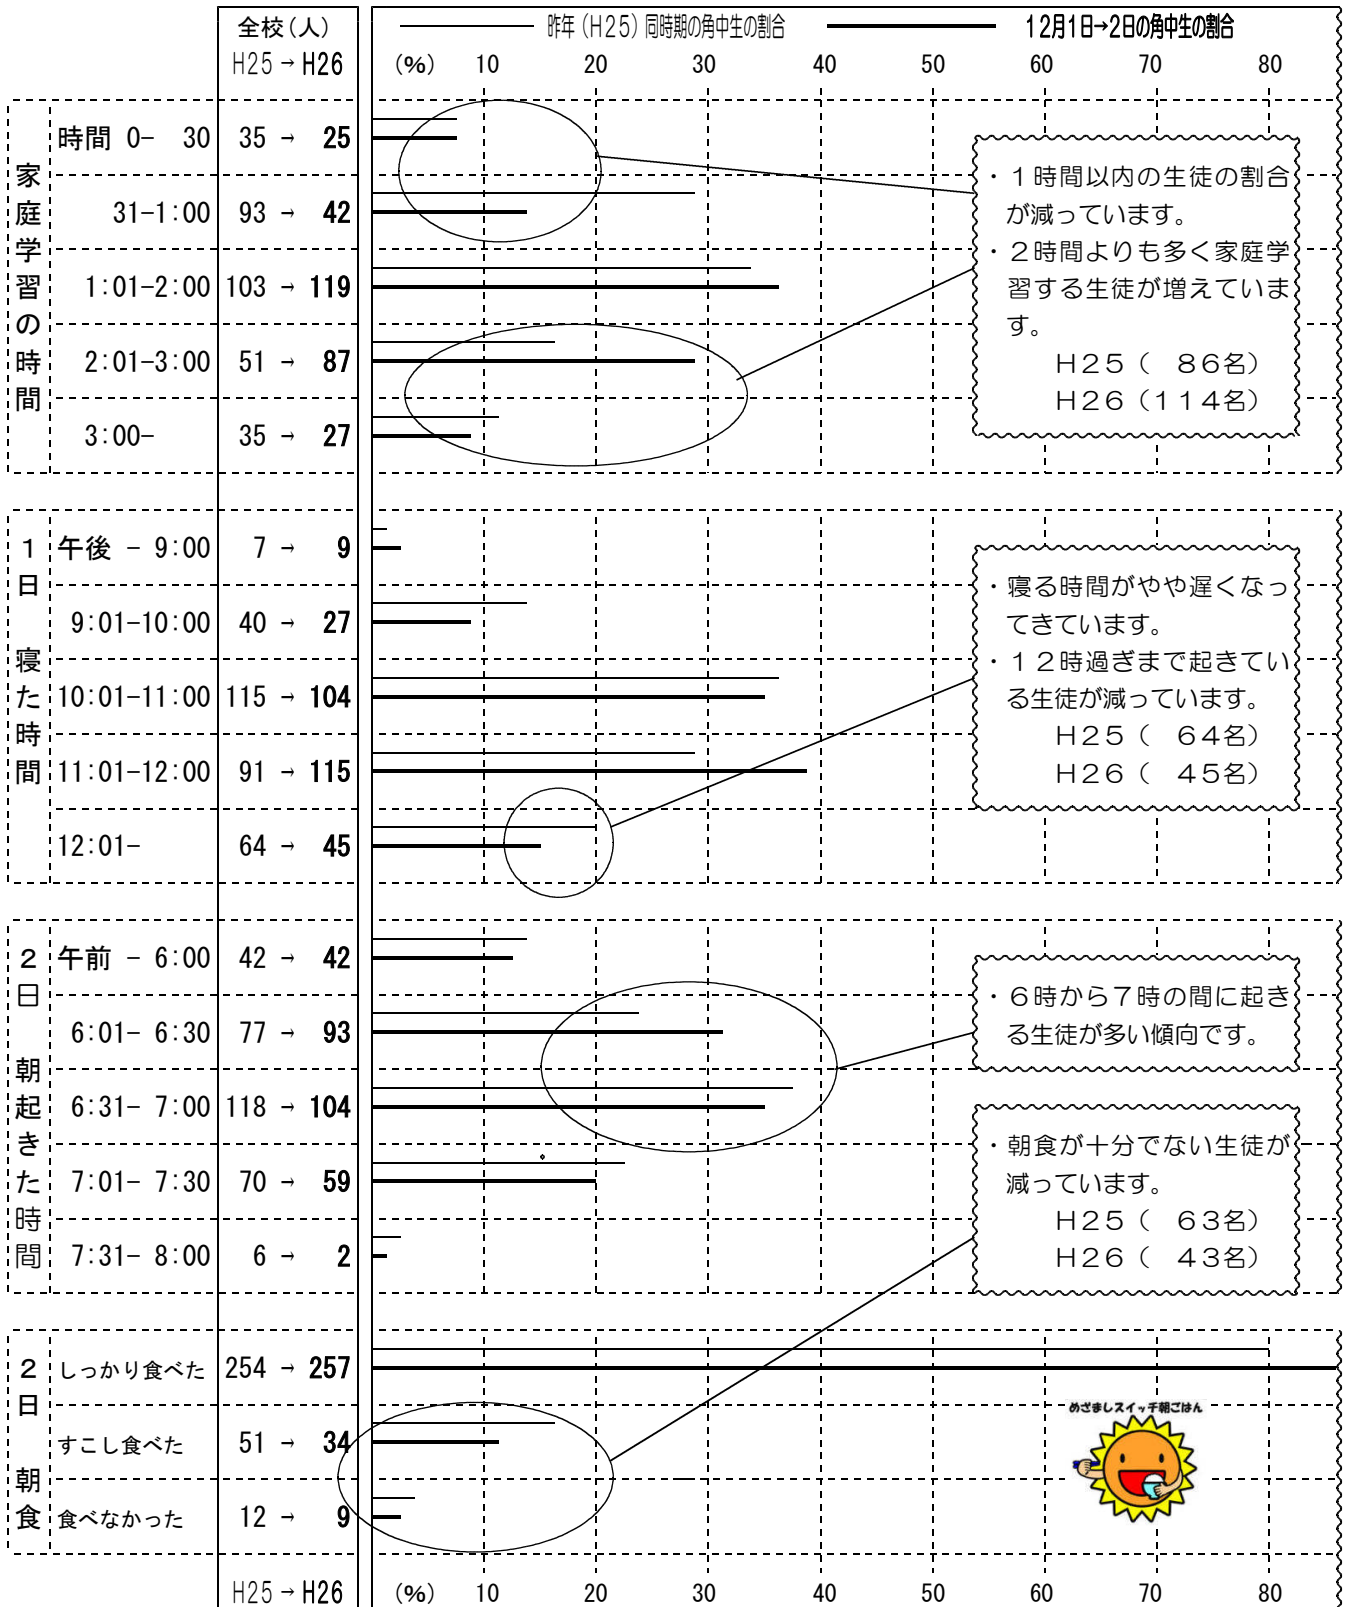 全校(人)
H25→H26
昨年(H25)同時期の角中生の割合
12月1日→2日の角中生の割合
(%) 10 20 30 40 50 60 70 80
家庭学習の時間
時間 0- 30 35 → 25
31-1:00 93 → 42
1:01-2:00 103 → 119
2:01-3:00 51 → 87
3:00- 35 → 27
・1時間以内の生徒の割合
が減っています。
・2時間よりも多く家庭学
習する生徒が増えていま
す。
H25( 86名)
H26(114名)
1日 寝た時間
午後 - 9:00 7 → 9
9:01-10:00 40 → 27
10:01-11:00 115 → 104
11:01-12:00 91 → 115
12:01- 64 → 45
・寝る時間がやや遅くなっ
てきています。
・12時過ぎまで起きてい
る生徒が減っています。
H25( 64名)
H26( 45名)
2日 朝起きた時間
午前 - 6:00 42 → 42
6:01- 6:30 77 → 93
6:31- 7:00 118 → 104
7:01- 7:30 70 → 59
7:31- 8:00 6 → 2
・6時から7時の間に起き
る生徒が多い傾向です。
・朝食が十分でない生徒が
減っています。
H25( 63名)
H26( 43名)
2日 朝食
しっかり食べた 254 → 257
すこし食べた 51 → 34
食べなかった 12 → 9
めざましスイッチ朝ごはん
H25→H26
(%) 10 20 30 40 50 60 70 80